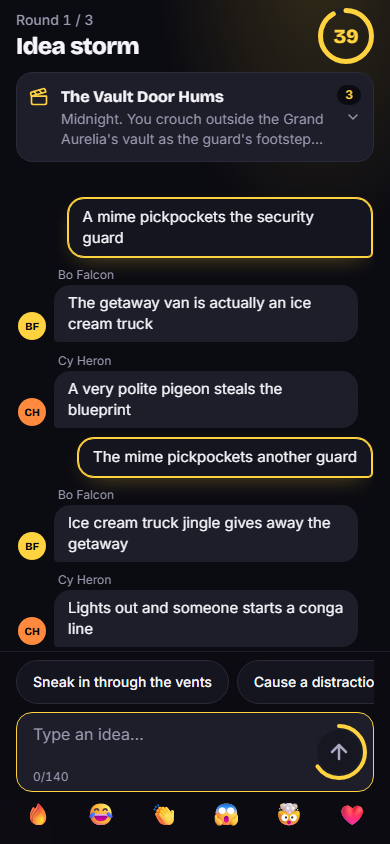 Round 1 / 3
Idea storm
39
The Vault Door Hums
3
Midnight. You crouch outside the Grand
Aurelia's vault as the guard's footstep...
A mime pickpockets the security
guard
Bo Falcon
The getaway van is actually an ice
cream truck
BF
Cy Heron
A very polite pigeon steals the
blueprint
CH
The mime pickpockets another guard
Bo Falcon
Ice cream truck jingle gives away the
getaway
BF
Cy Heron
Lights out and someone starts a conga
line
CH
Sneak in through the vents
Cause a distractio
Type an idea...
0/140